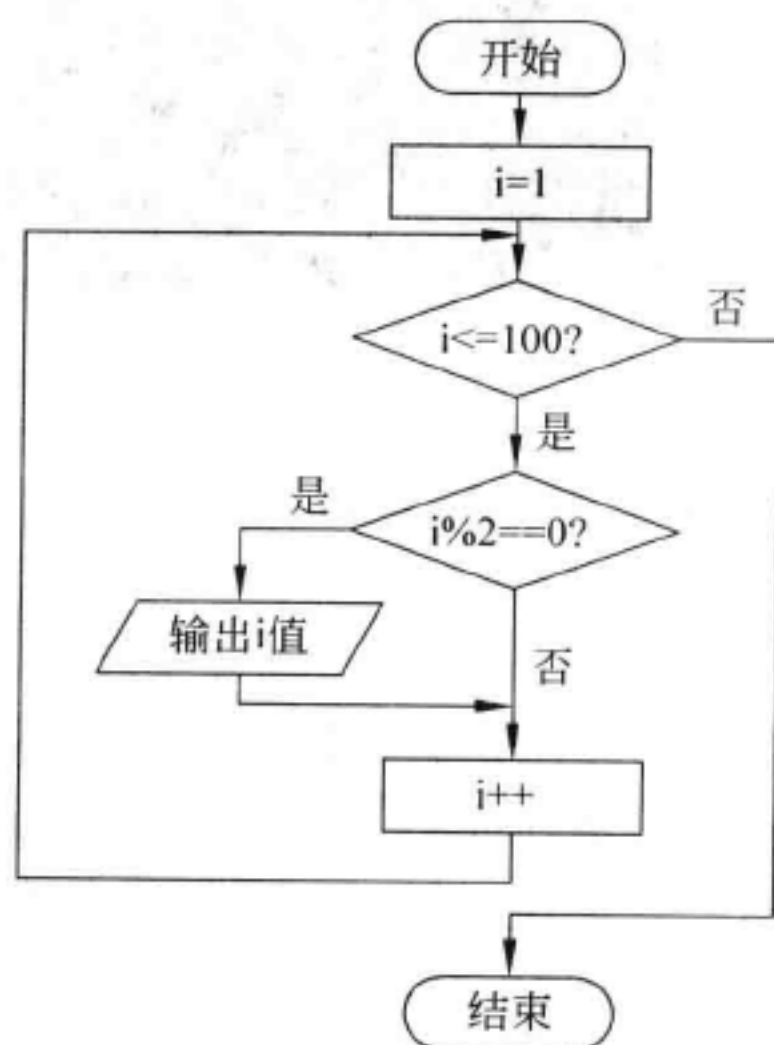 开始
i=1
i<=100?
否
是
i%2==0?
是
输出i值
否
i++
结束